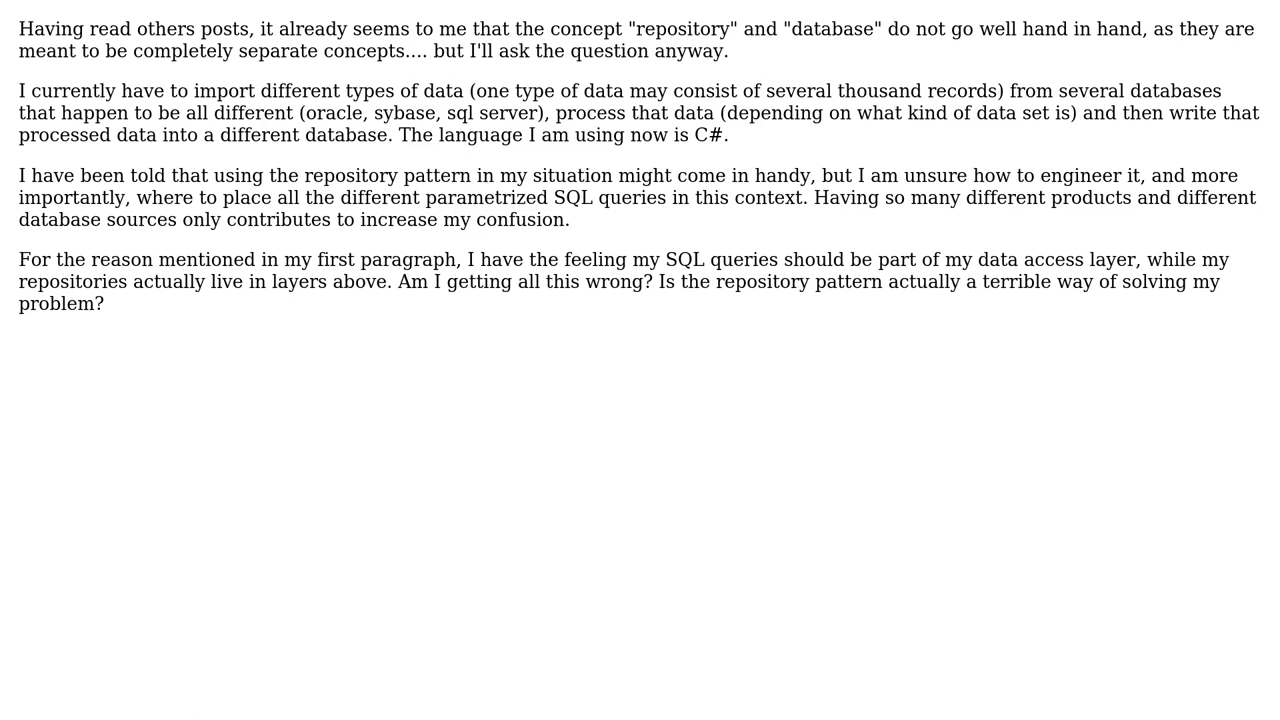 Having read others posts, it already seems to me that the concept "repository" and "database" do not go well hand in hand, as they are
meant to be completely separate concepts.... but I'll ask the question anyway.
I currently have to import different types of data (one type of data may consist of several thousand records) from several databases
that happen to be all different (oracle, sybase, sql server), process that data (depending on what kind of data set is) and then write that
processed data into a different database. The language I am using now is C#.
I have been told that using the repository pattern in my situation might come in handy, but I am unsure how to engineer it, and more
importantly, where to place all the different parametrized SQL queries in this context. Having so many different products and different
database sources only contributes to increase my confusion.
For the reason mentioned in my first paragraph, I have the feeling my SQL queries should be part of my data access layer, while my
repositories actually live in layers above. Am I getting all this wrong? Is the repository pattern actually a terrible way of solving my
problem?